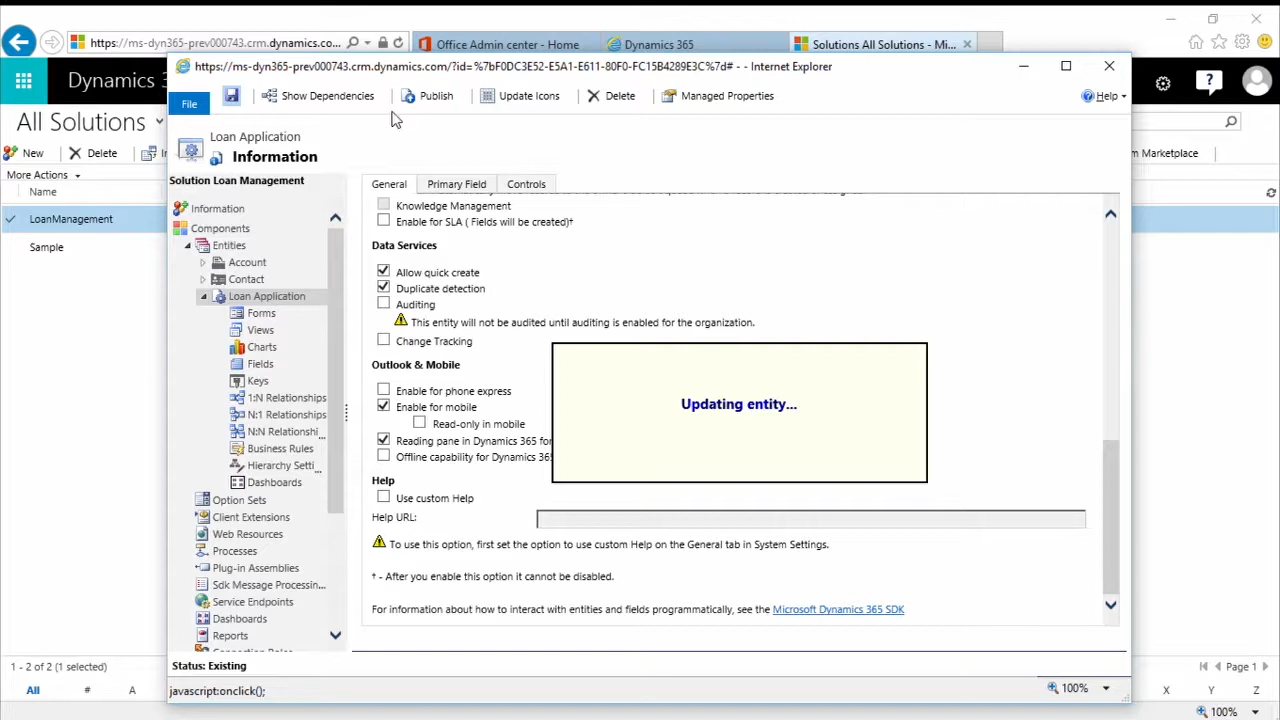 https://ms-dyn365-prev000743.crm.dynamics.co...
Office Admin center - Home
Dynamics 365
Solutions All Solutions - Mi...
https://ms-dyn365-prev000743.crm.dynamics.com/?id=%7bF0DC3E52-E5A1-E611-80F0-FC15B4289E3C%7d# - - Internet Explorer
Dynamics 3
File
Show Dependencies
Publish
Update Icons
Delete
Managed Properties
Help
All Solutions
New
Delete
More Actions
Name
LoanManagement
Sample
m Marketplace
Loan Application
Information
Solution Loan Management
General
Primary Field
Controls
Information
Components
Entities
Account
Contact
Loan Application
Forms
Views
Charts
Fields
Keys
1:N Relationships
N:1 Relationships
N:N Relationshi...
Business Rules
Hierarchy Setti...
Dashboards
Option Sets
Client Extensions
Web Resources
Processes
Plug-in Assemblies
Sdk Message Processin...
Service Endpoints
Dashboards
Reports
Knowledge Management
Enable for SLA ( Fields will be created)†
Data Services
Allow quick create
Duplicate detection
Auditing
This entity will not be audited until auditing is enabled for the organization.
Change Tracking
Outlook & Mobile
Enable for phone express
Enable for mobile
Read-only in mobile
Reading pane in Dynamics 365 for
Offline capability for Dynamics 365
Updating entity...
Help
Use custom Help
Help URL:
To use this option, first set the option to use custom Help on the General tab in System Settings.
† - After you enable this option it cannot be disabled.
For information about how to interact with entities and fields programmatically, see the Microsoft Dynamics 365 SDK
Status: Existing
javascript:onclick();
100%
1 - 2 of 2 (1 selected)
Page 1
All
#
A
X
Y
Z
100%